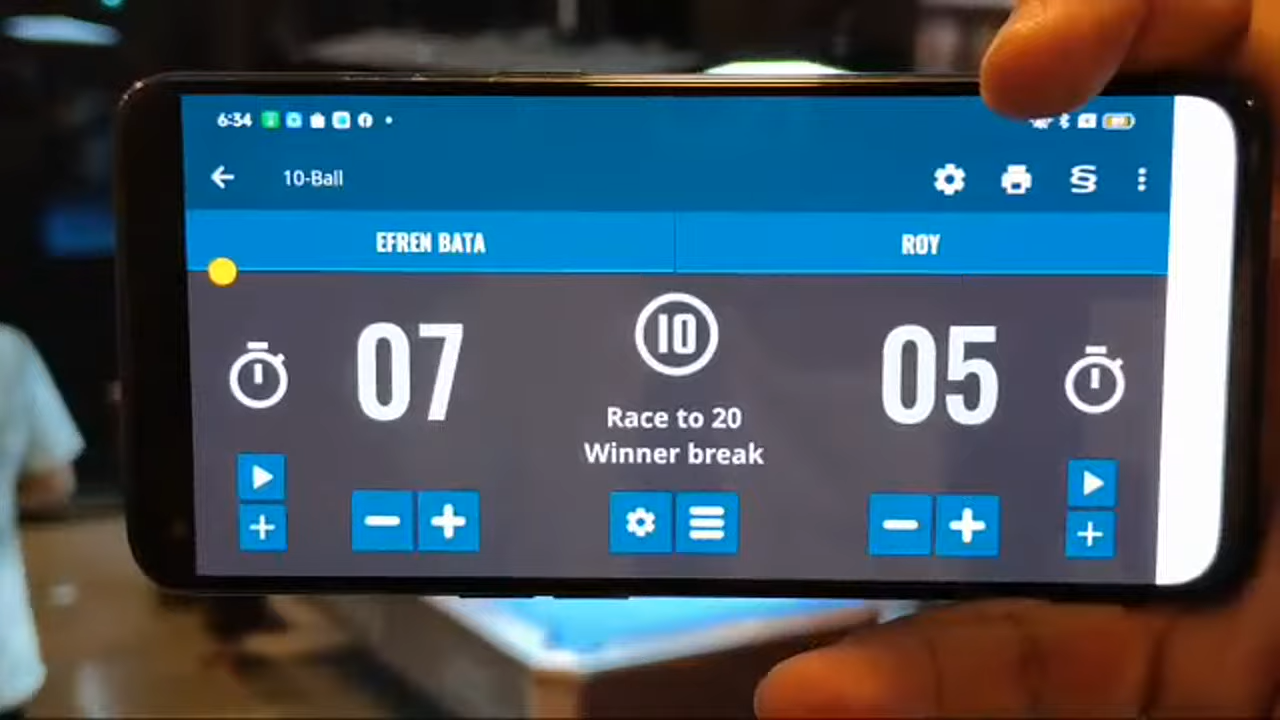 6:34
10-Ball
EFREN BATA
ROY
07
10
05
Race to 20
Winner break